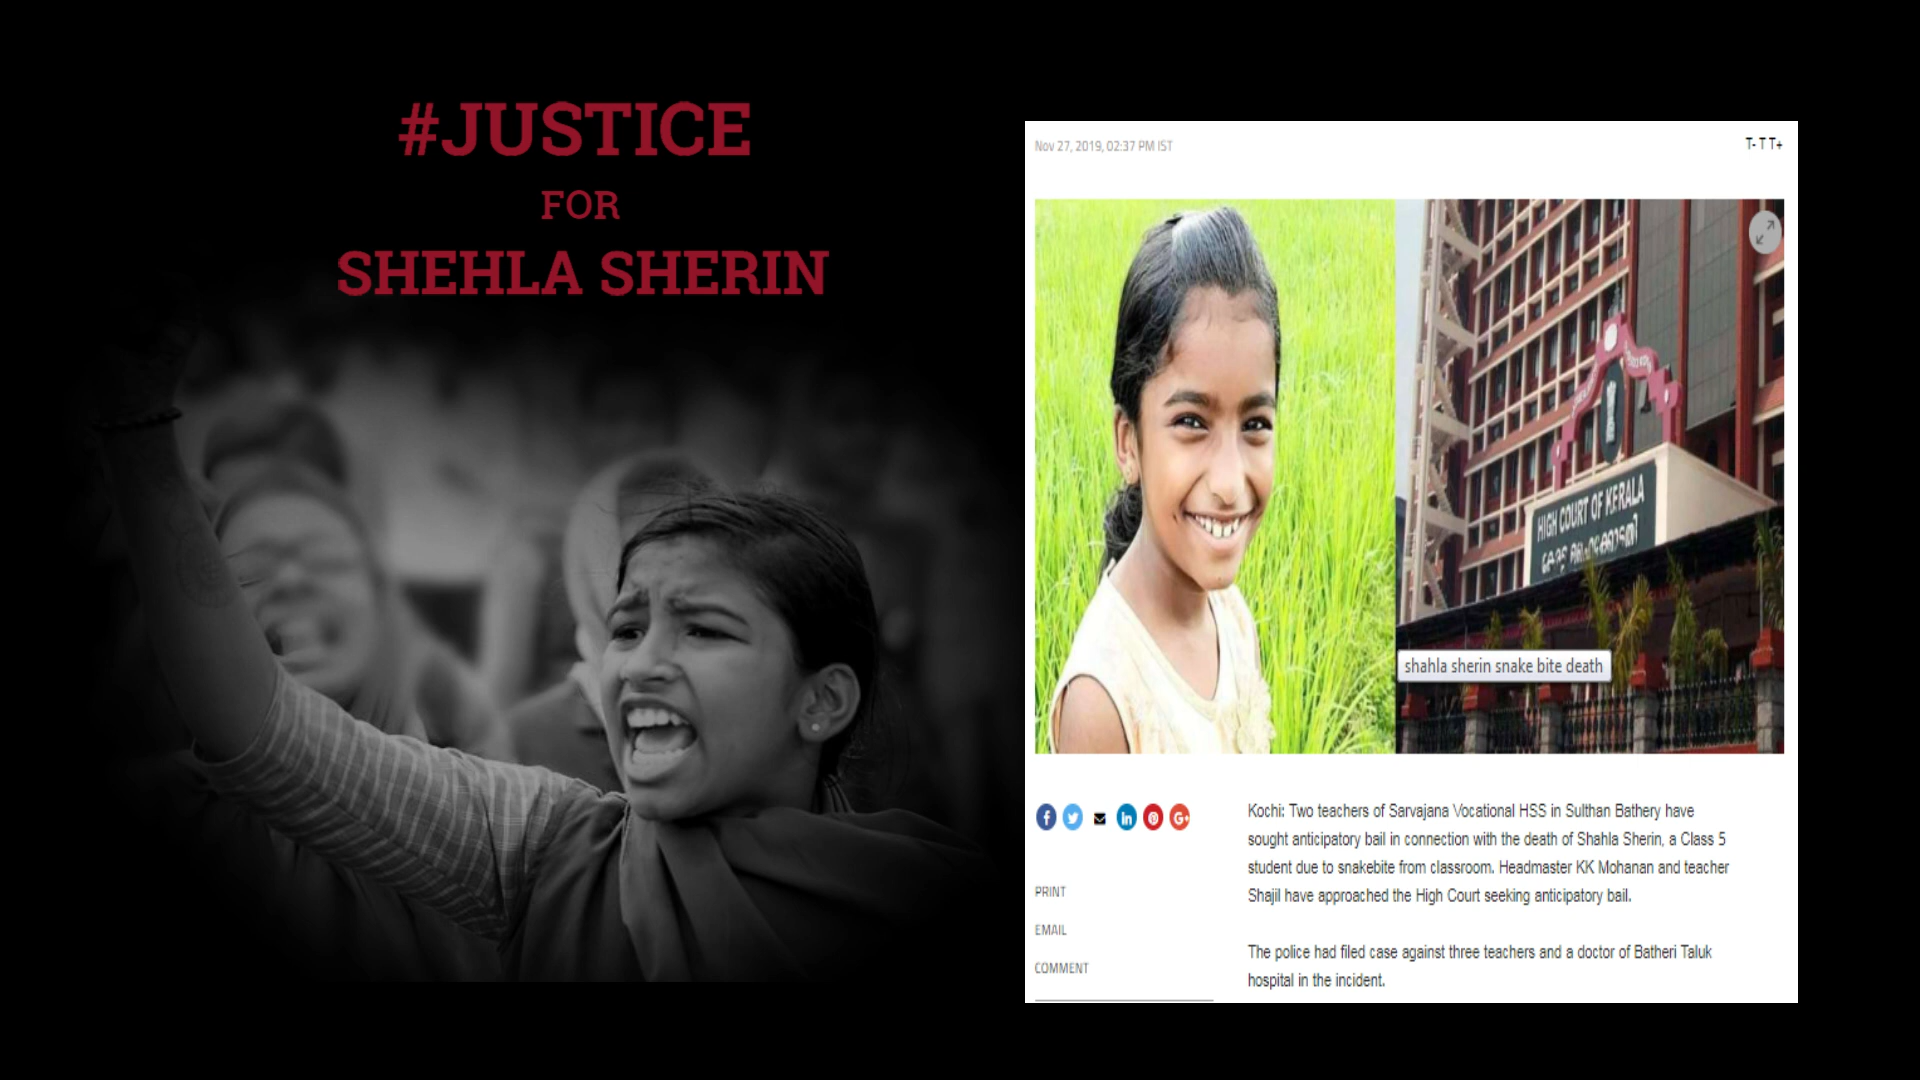 #JUSTICE
FOR
SHEHLA SHERIN
Nov 27, 2019, 02:37 PM IST
T- T T+
HIGH COURT OF KERALA
shahla sherin snake bite death
Kochi: Two teachers of Sarvajana Vocational HSS in Sulthan Bathery have
sought anticipatory bail in connection with the death of Shahla Sherin, a Class 5
student due to snakebite from classroom. Headmaster KK Mohanan and teacher
Shajil have approached the High Court seeking anticipatory bail.
PRINT
EMAIL
COMMENT
The police had filed case against three teachers and a doctor of Batheri Taluk
hospital in the incident.